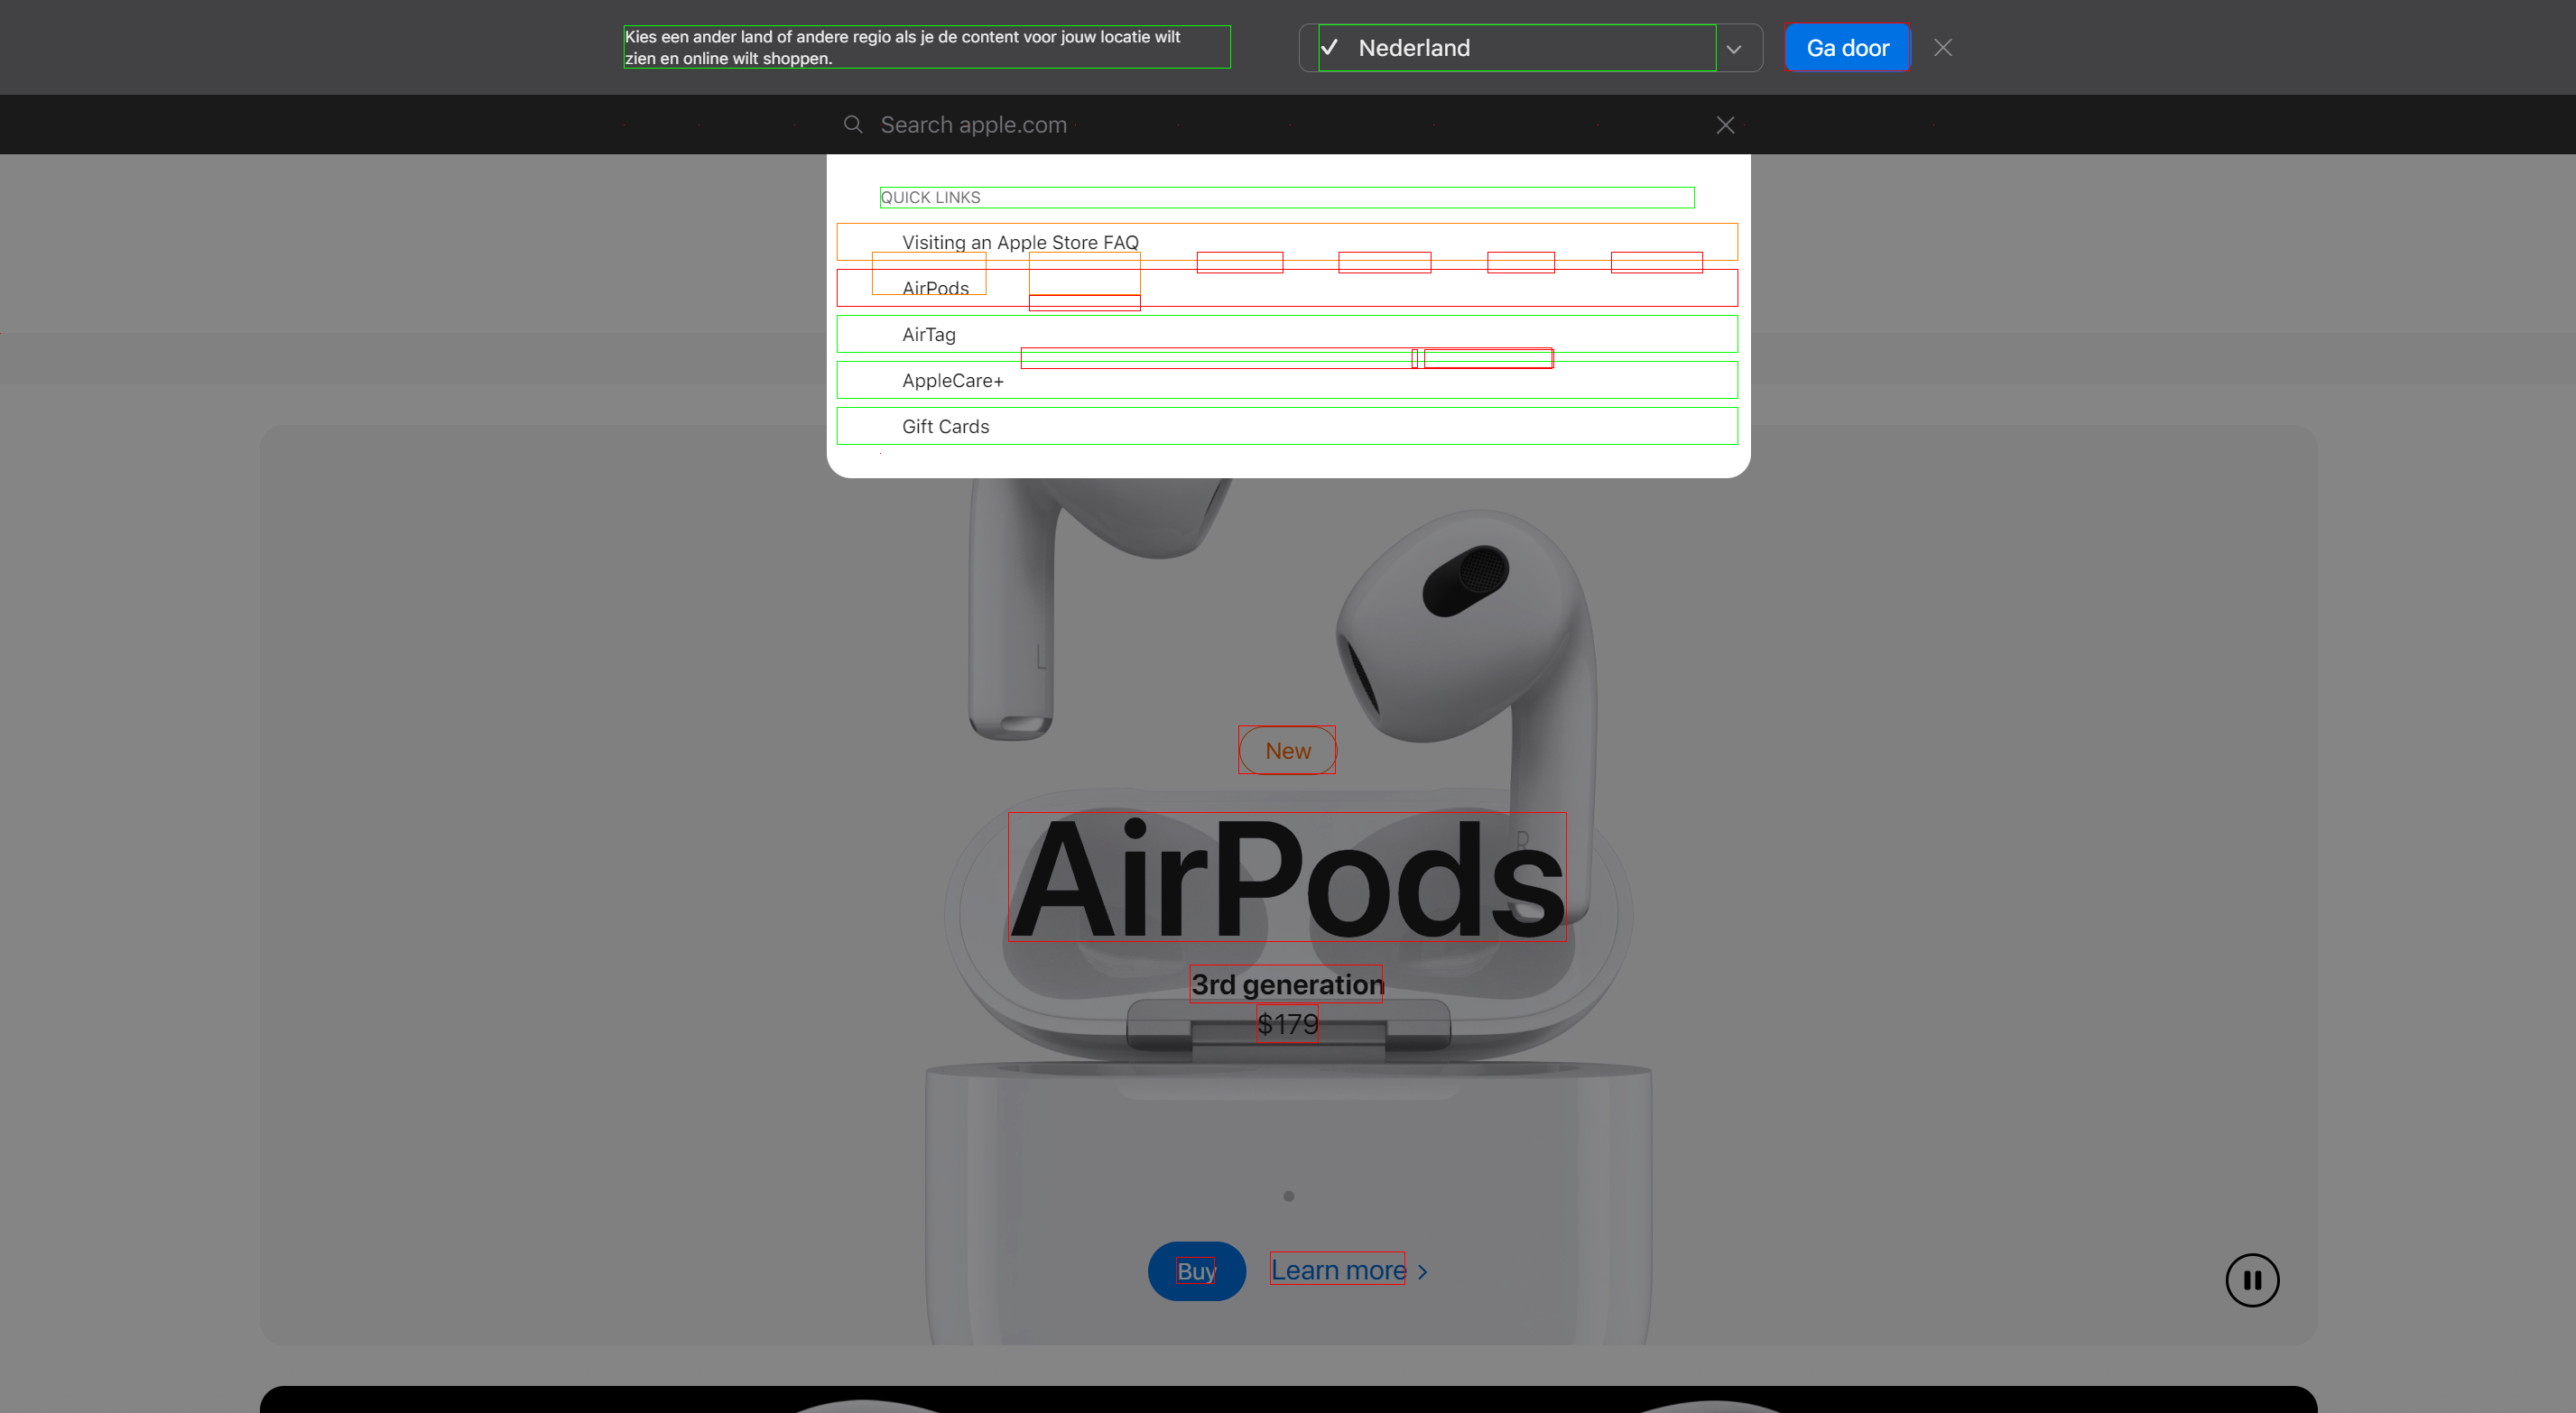 Kies een ander land of andere regio als je de content voor jouw locatie wilt
zien en online wilt shoppen.
Nederland
Ga door
Search apple.com
QUICK LINKS
Visiting an Apple Store FAQ
AirPods
AirTag
AppleCare+
Gift Cards
L
New
R
AirPods
3rd generation
$179
Buy
Learn more